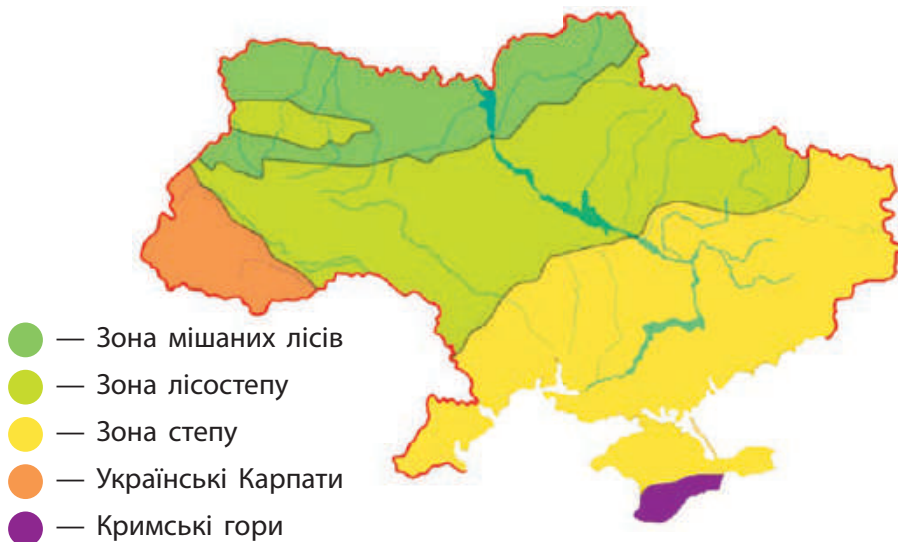 — Зона мішаних лісів
— Зона лісостепу
— Зона степу
— Українські Карпати
— Кримські гори